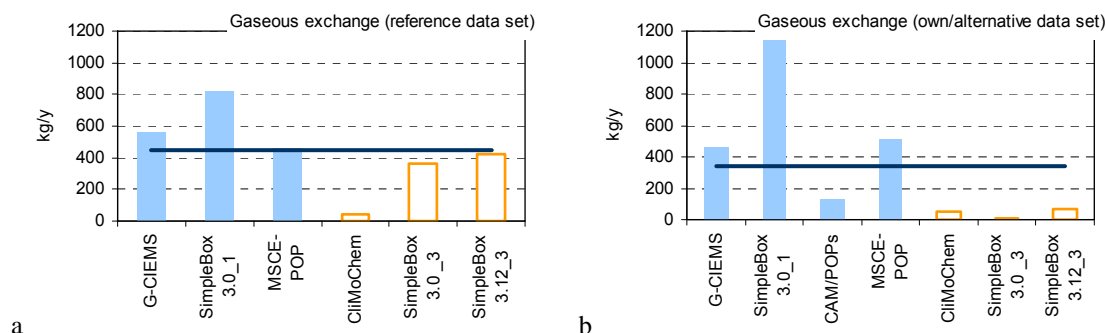 Gaseous exchange (reference data set)
1200
1000
800
600
400
200
0
kg/y
G-CIEMS
SimpleBox
3.0_1
MSCE-
POP
CliMoChem
SimpleBox
3.0_3
SimpleBox
3.12_3
a
Gaseous exchange (own/alternative data set)
1200
1000
800
600
400
200
0
kg/y
G-CIEMS
SimpleBox
3.0_1
CAM/POPs
MSCE-
POP
CliMoChem
SimpleBox
3.0_3
SimpleBox
3.12_3
b